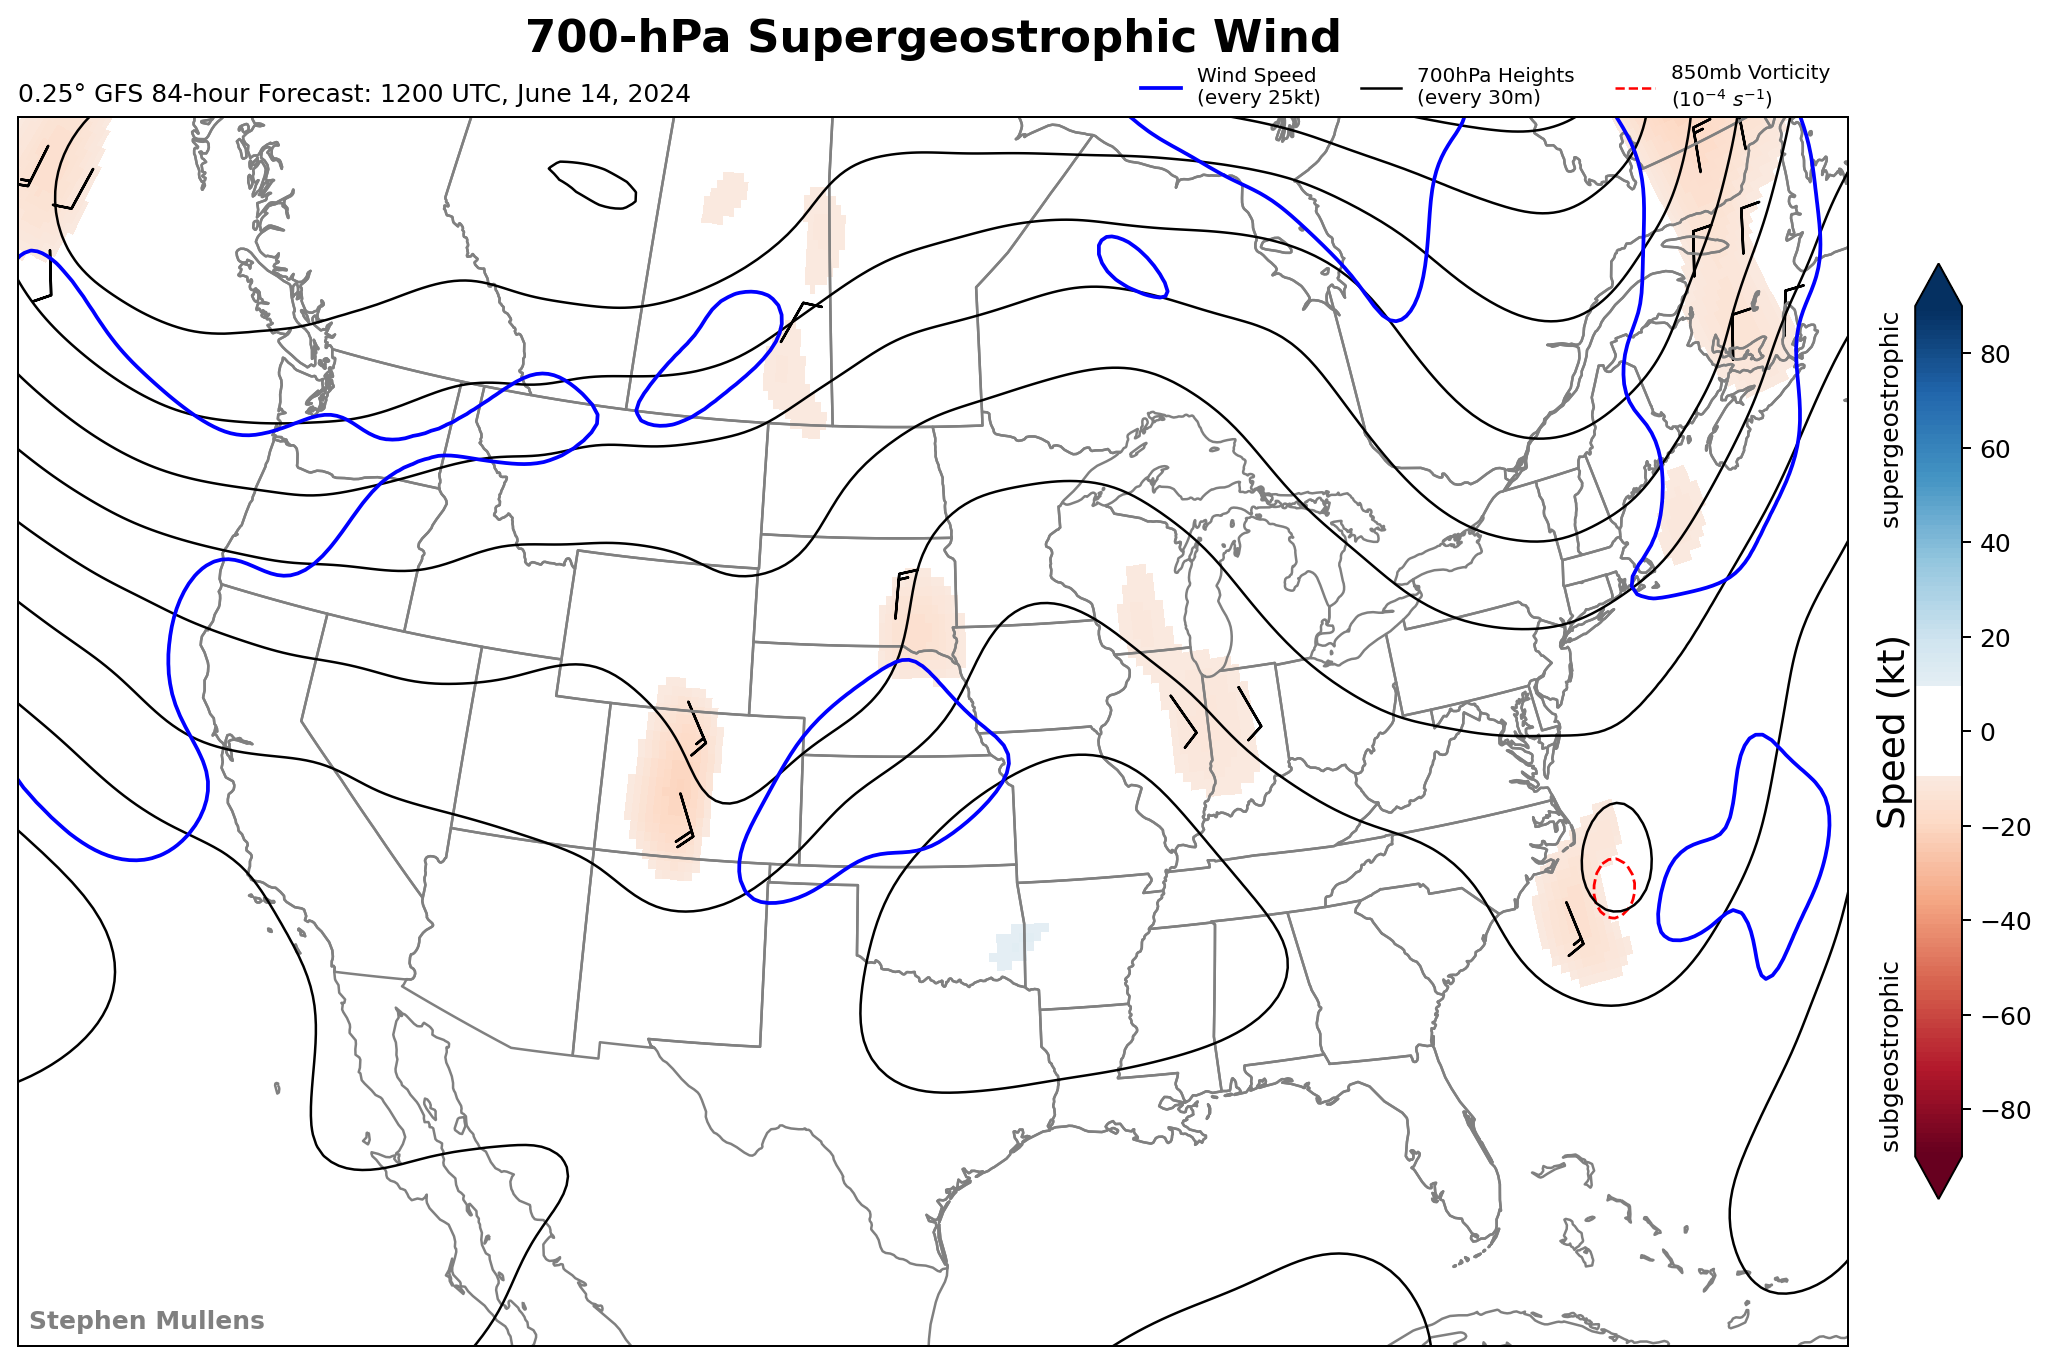 700-hPa Supergeostrophic Wind
0.25° GFS 84-hour Forecast: 1200 UTC, June 14, 2024
Wind Speed
(every 25kt)
700hPa Heights
(every 30m)
850mb Vorticity
(10⁻⁴ s⁻¹)
supergeostrophic
Speed (kt)
subgeostrophic
80
60
40
20
0
−20
−40
−60
−80
Stephen Mullens